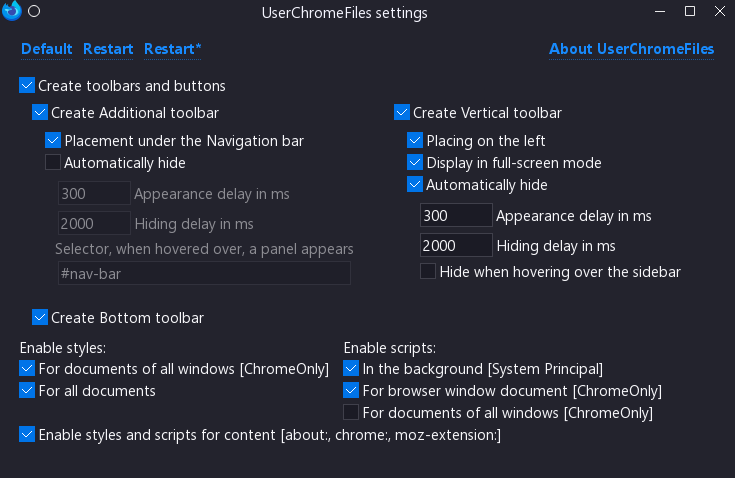 UserChromeFiles settings
Default Restart Restart* About UserChromeFiles
Create toolbars and buttons
Create Additional toolbar
Placement under the Navigation bar
Automatically hide
300 Appearance delay in ms
2000 Hiding delay in ms
Selector, when hovered over, a panel appears
#nav-bar
Create Vertical toolbar
Placing on the left
Display in full-screen mode
Automatically hide
300 Appearance delay in ms
2000 Hiding delay in ms
Hide when hovering over the sidebar
Create Bottom toolbar
Enable styles:
For documents of all windows [ChromeOnly]
For all documents
Enable scripts:
In the background [System Principal]
For browser window document [ChromeOnly]
For documents of all windows [ChromeOnly]
Enable styles and scripts for content [about:, chrome:, moz-extension:]